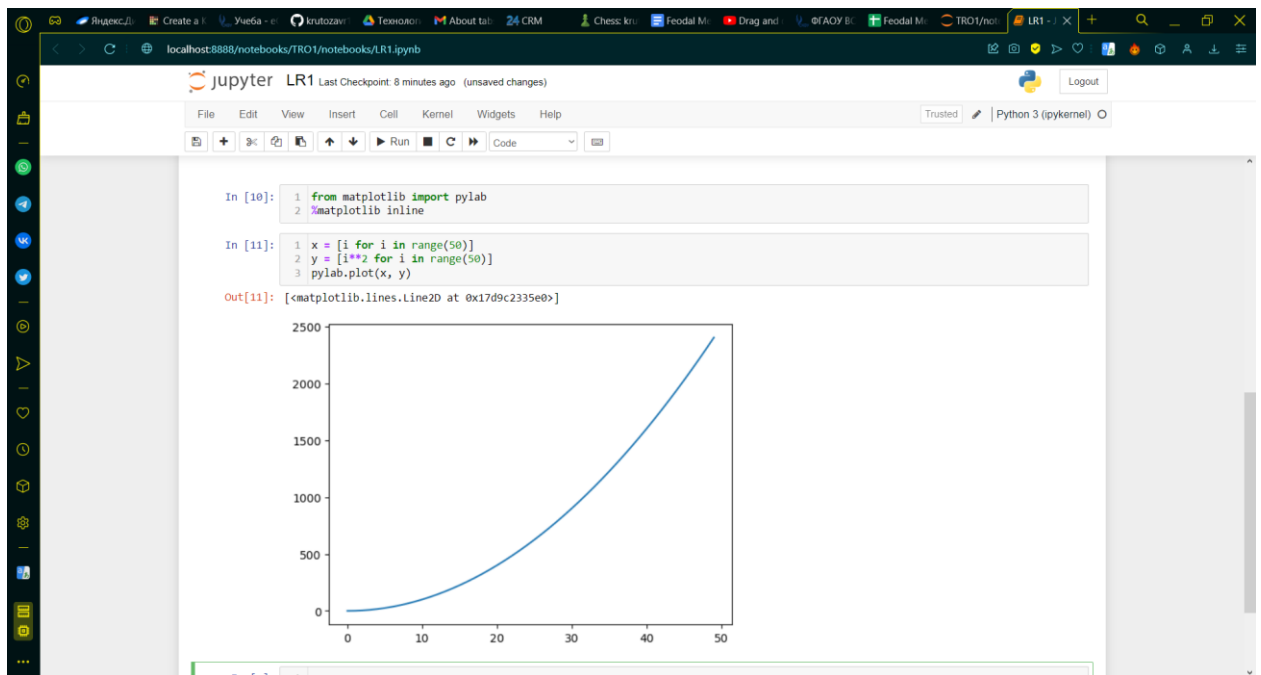 Яндекс.Ди Create a K Учеба - el krutozavr Технолог About tab 24 CRM Chess: kru Feodal Mo Drag and ФГАОУ ВО Feodal Me TRO1/not LR1 - J
localhost:8888/notebooks/TRO1/notebooks/LR1.ipynb
jupyter LR1 Last Checkpoint: 8 minutes ago (unsaved changes) Logout
File Edit View Insert Cell Kernel Widgets Help Trusted Python 3 (ipykernel)
Run Code
In [10]: 1 from matplotlib import pylab
2 %matplotlib inline
In [11]: 1 x = [i for i in range(50)]
2 y = [i**2 for i in range(50)]
3 pylab.plot(x, y)
Out[11]: [<matplotlib.lines.Line2D at 0x17d9c2335e0>]
2500
2000
1500
1000
500
0
0 10 20 30 40 50